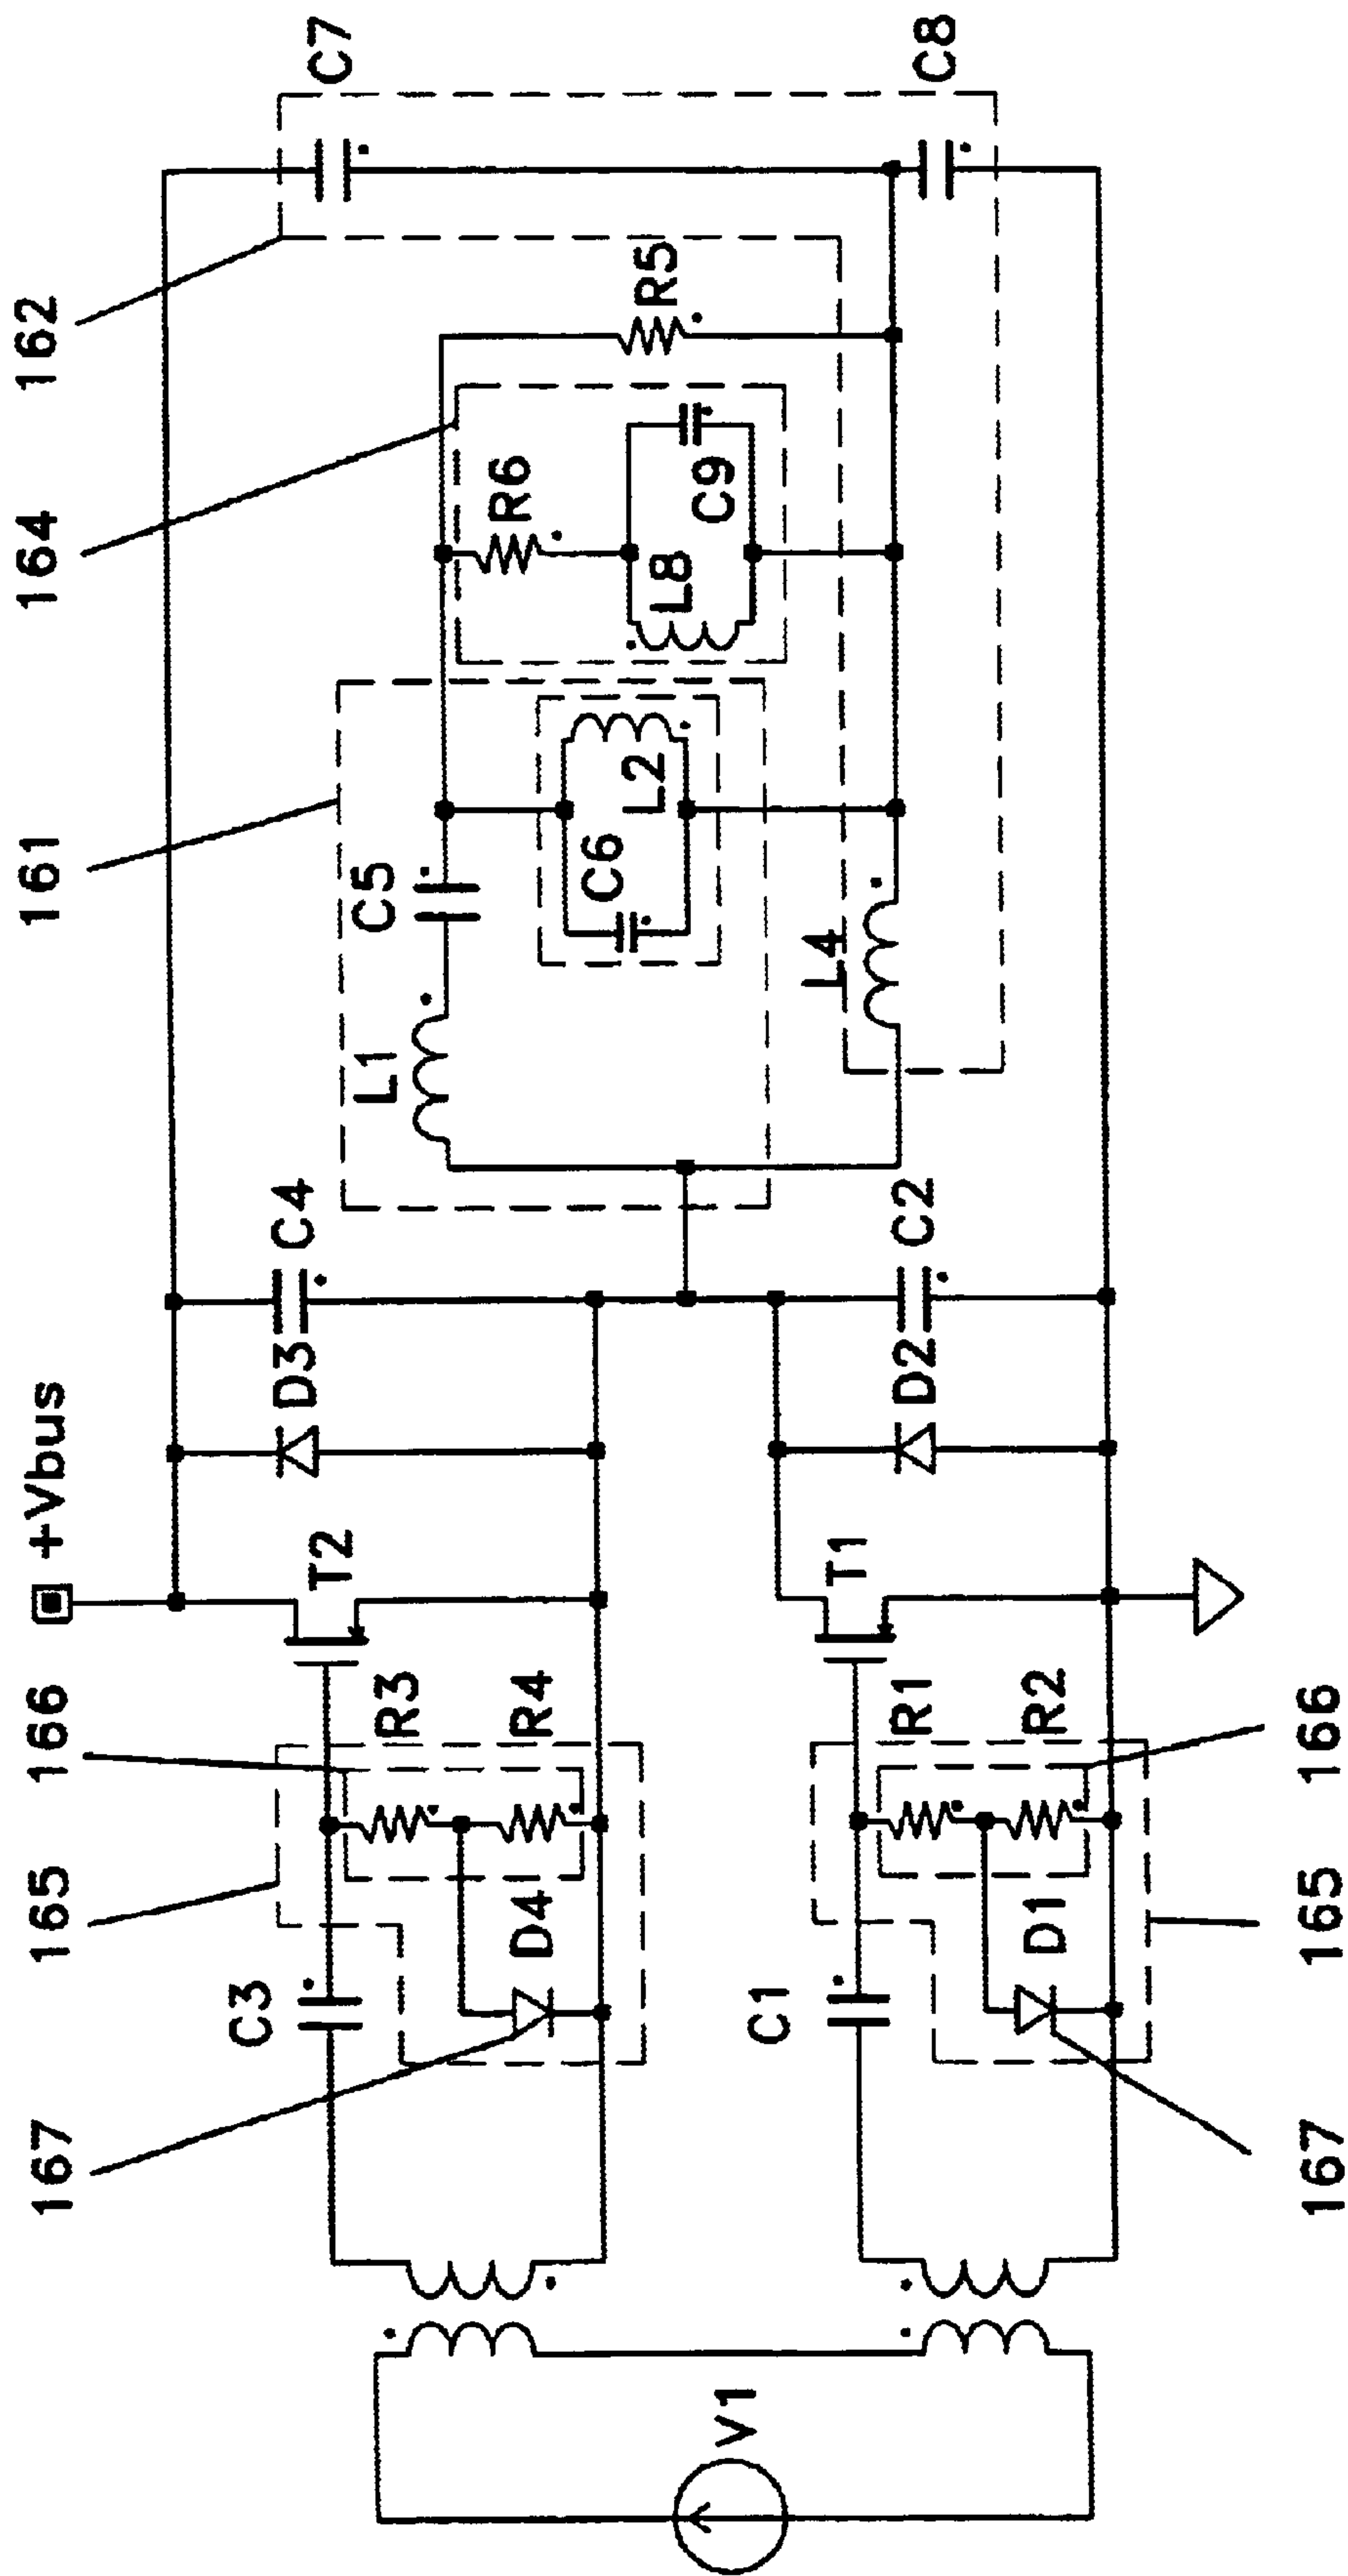 C7
C8
162
R5
164
R6
C9
L8
161
L2
C6
C5
L4
L1
C4
C2
D3
D2
+Vbus
T2
T1
166
R3
R4
R1
R2
166
165
D4
D1
165
C3
C1
167
167
V1